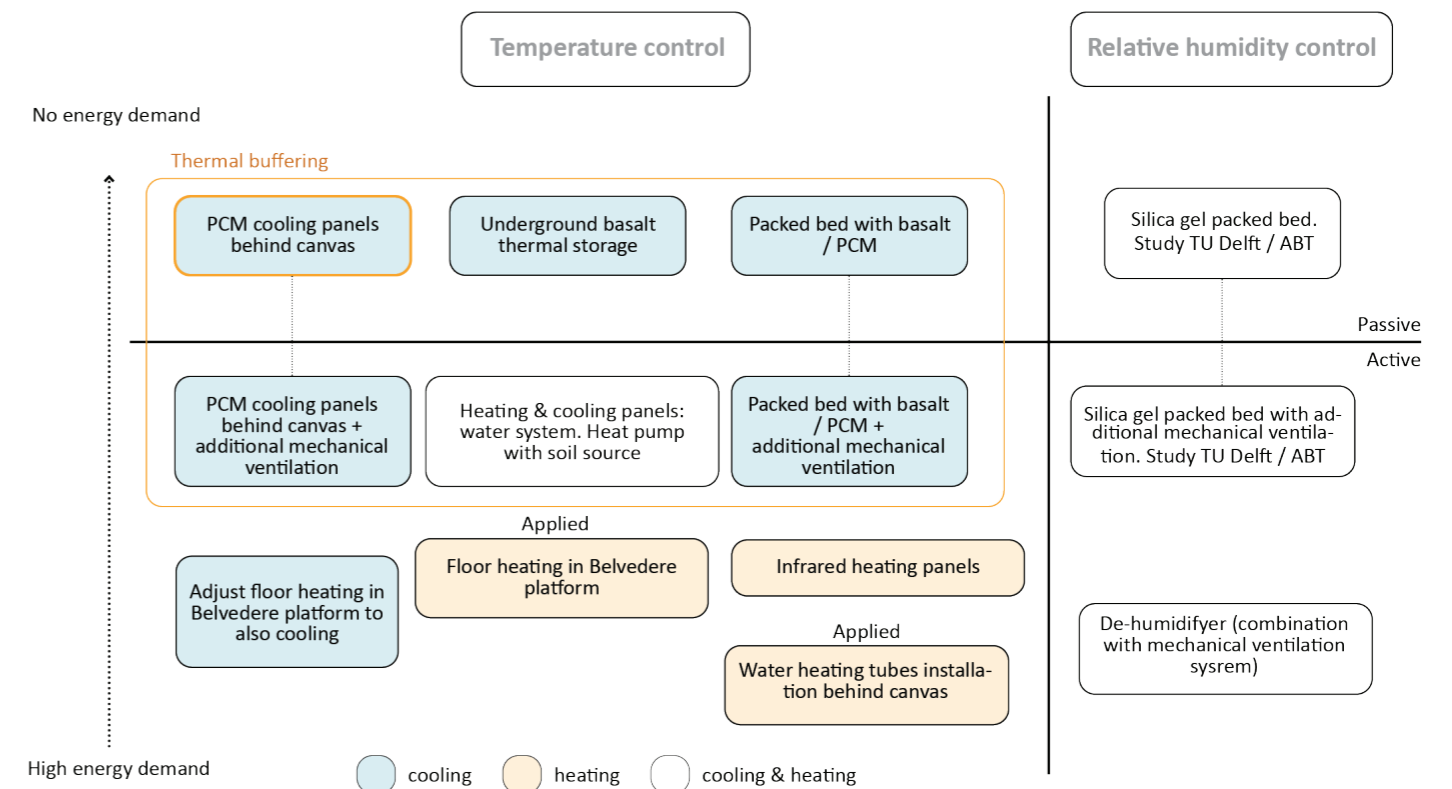 Temperature control
Relative humidity control
No energy demand
Thermal buffering
PCM cooling panels
behind canvas
Underground basalt
thermal storage
Packed bed with basalt
/ PCM
Silica gel packed bed.
Study TU Delft / ABT
Passive
Active
PCM cooling panels
behind canvas +
additional mechanical
ventilation
Heating & cooling panels:
water system. Heat pump
with soil source
Packed bed with basalt
/ PCM +
additional mechanical
ventilation
Silica gel packed bed with ad-
ditional mechanical ventila-
tion. Study TU Delft / ABT
Applied
Adjust floor heating in
Belvedere platform to
also cooling
Floor heating in Belvedere
platform
Infrared heating panels
Applied
Water heating tubes installa-
tion behind canvas
De-humidifyer (combination
with mechanical ventilation
sysrem)
High energy demand
cooling
heating
cooling & heating